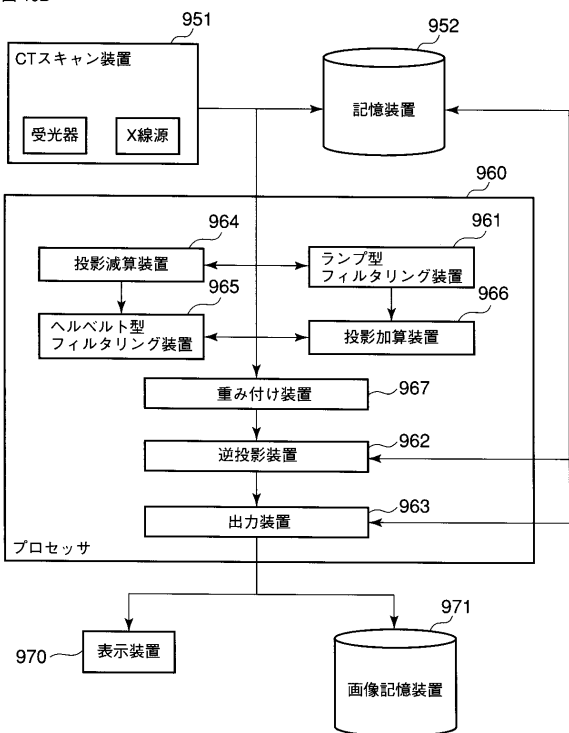 951
CTスキャン装置
受光器
X線源
952
記憶装置
960
964
投影減算装置
961
ランプ型
フィルタリング装置
965
ヘルベルト型
フィルタリング装置
966
投影加算装置
重み付け装置
967
逆投影装置
962
出力装置
963
プロセッサ
970
表示装置
971
画像記憶装置